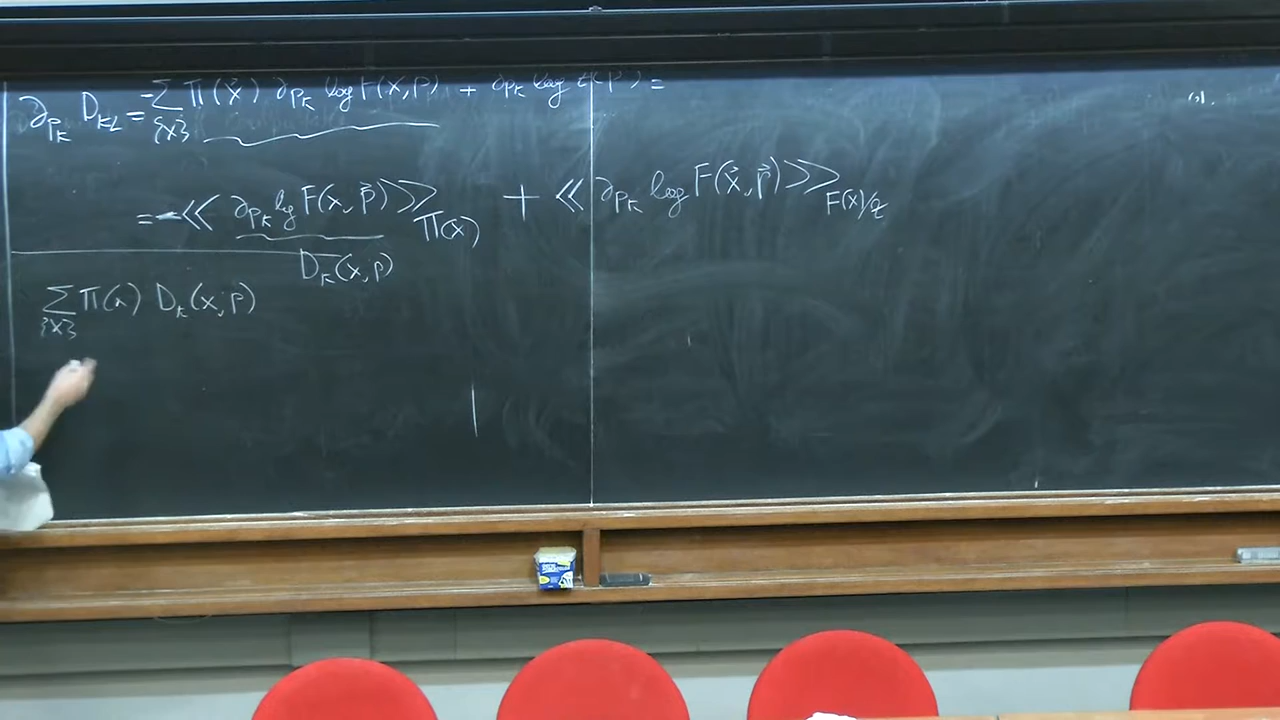 ∂_{p_k} D_{KL} = -∑_{{x}} Π(x⃗) ∂_{p_k} log F(x,p) + ∂_{p_k} log Z(p) =
= -≪ ∂_{p_k} log F(x,p⃗) ≫_{Π(x)} + ≪ ∂_{p_k} log F(x⃗,p⃗) ≫_{F(x)/z}
D_k(x,p)
∑_{{x}} Π(x) D_k(x,p)